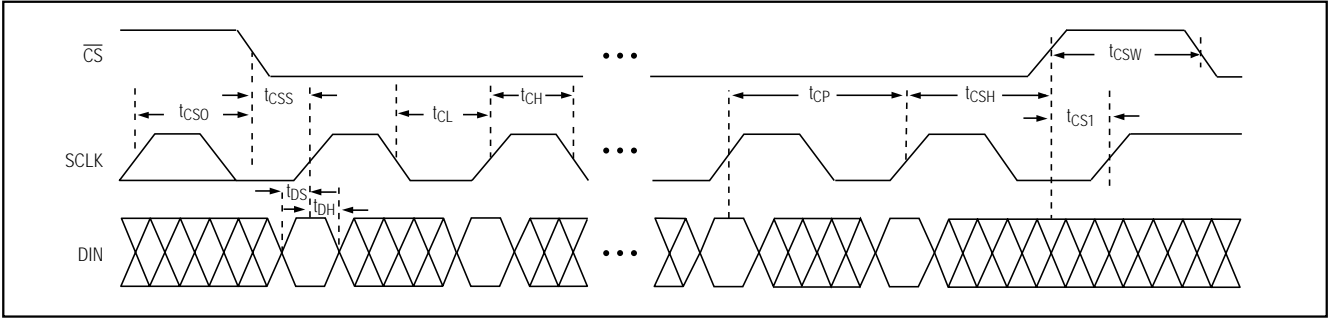 CS
tCSW
tCSS
tCSO
tCL
tCH
tCP
tCSH
tCS1
SCLK
tDS
tDH
DIN